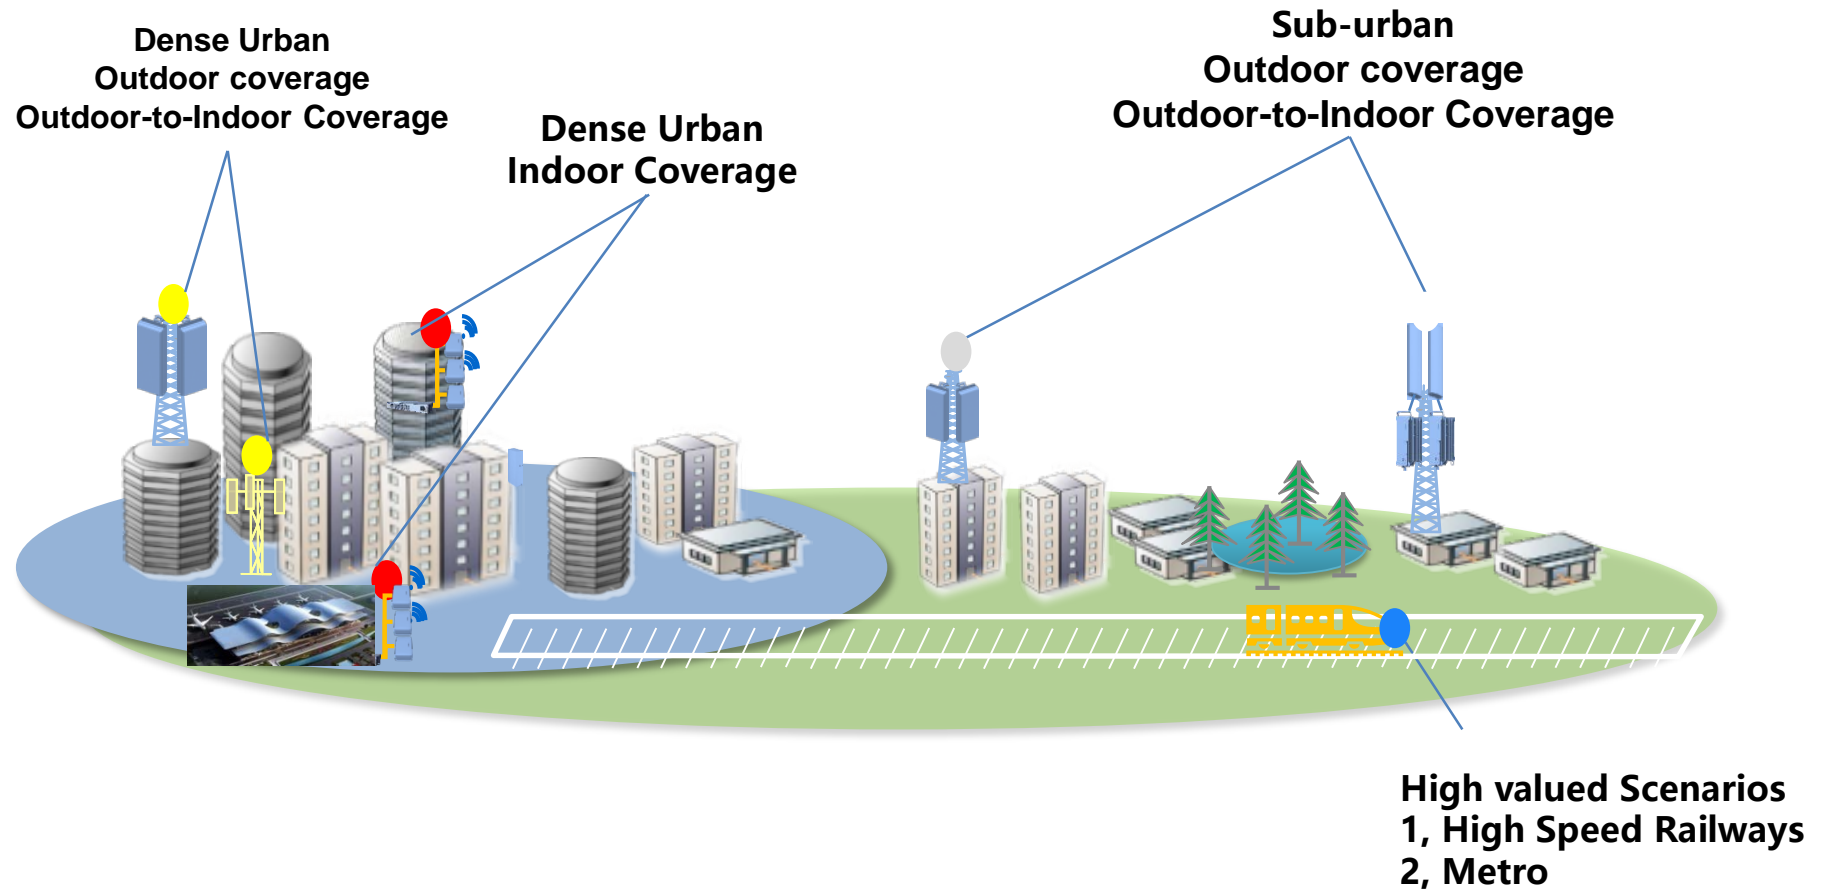 Dense Urban
Outdoor coverage
Outdoor-to-Indoor Coverage
Dense Urban
Indoor Coverage
Sub-urban
Outdoor coverage
Outdoor-to-Indoor Coverage
High valued Scenarios
1, High Speed Railways
2, Metro